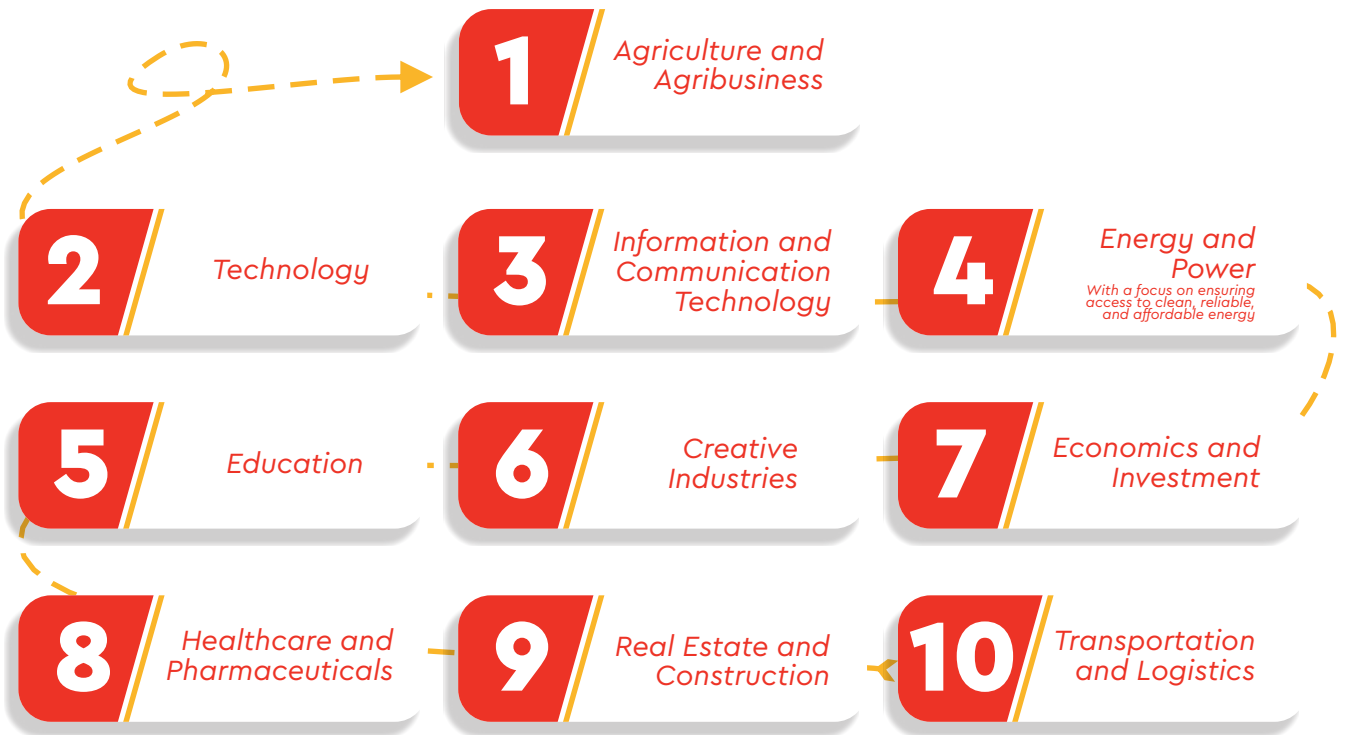 1
Agriculture and
Agribusiness
2
Technology
3
Information and
Communication
Technology
4
Energy and
Power
With a focus on ensuring
access to clean, reliable,
and affordable energy
5
Education
6
Creative
Industries
7
Economics and
Investment
8
Healthcare and
Pharmaceuticals
9
Real Estate and
Construction
10
Transportation
and Logistics